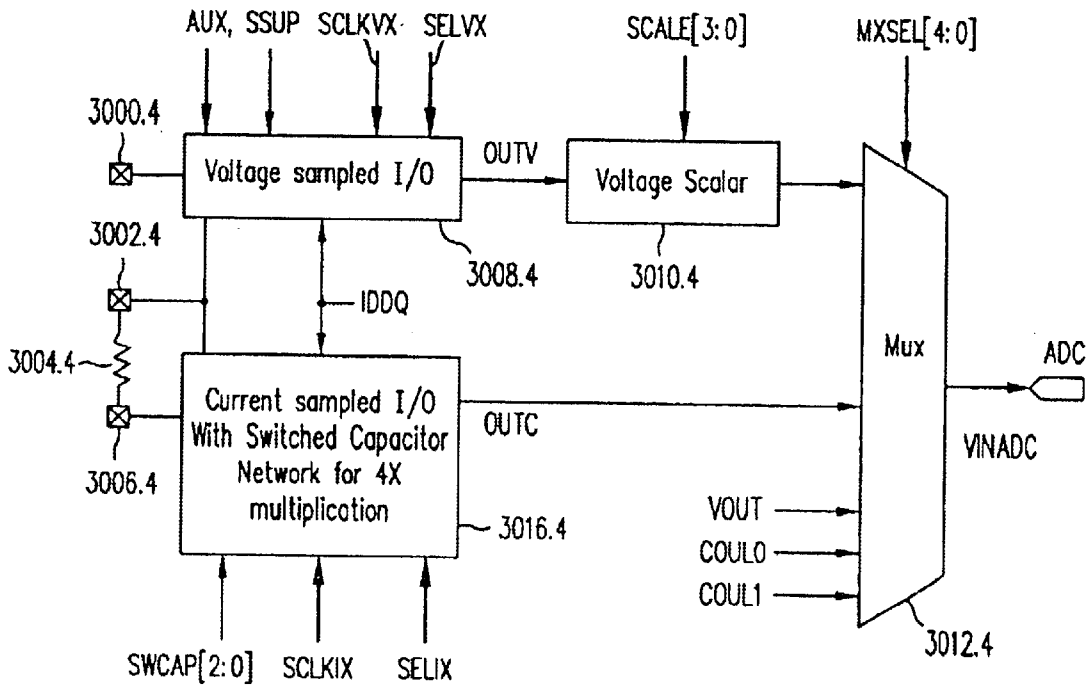 AUX, SSUP SCLKVX SELVX SCALE[3:0] MXSEL[4:0]
3000.4
Voltage sampled I/O
OUTV
Voltage Scalar
3002.4
3008.4
3010.4
IDDQ
3004.4
Mux
ADC
Current sampled I/O
With Switched Capacitor
Network for 4X
multiplication
OUTC
VINADC
3006.4
3016.4
VOUT
COUL0
COUL1
3012.4
SWCAP[2:0] SCLKIX SELIX